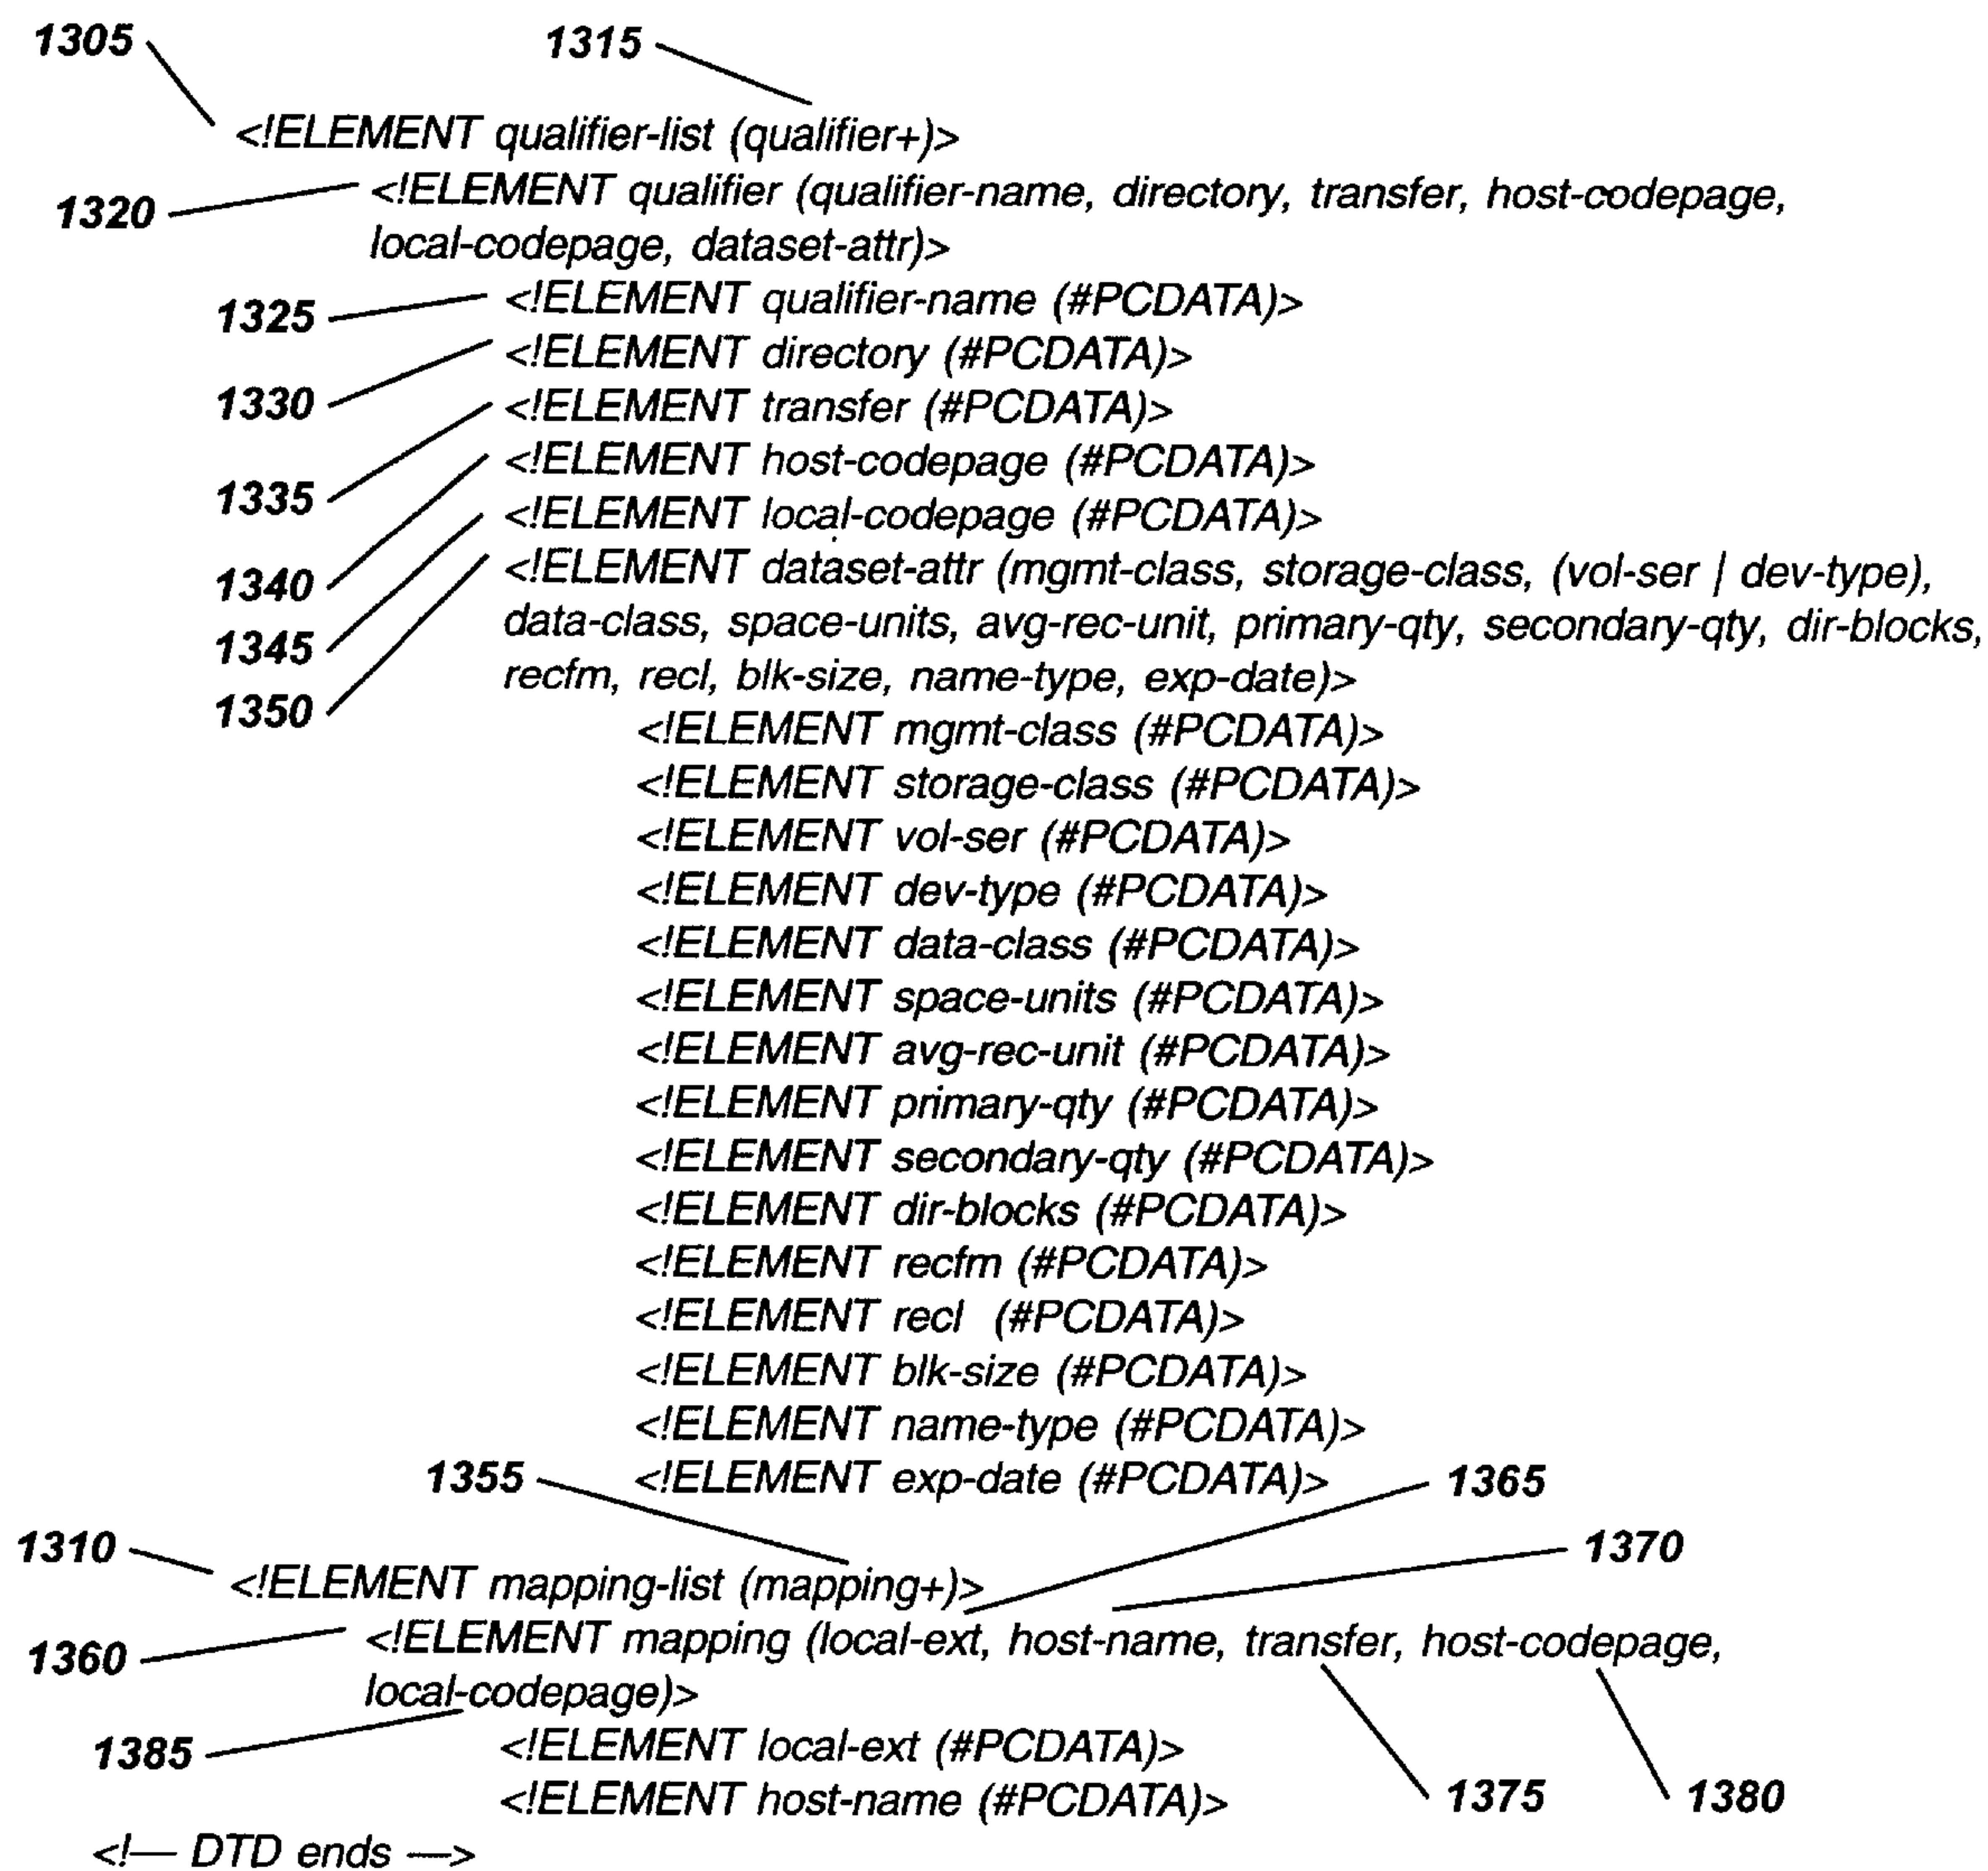 1305 1315
<!ELEMENT qualifier-list (qualifier+)>
1320 <!ELEMENT qualifier (qualifier-name, directory, transfer, host-codepage,
local-codepage, dataset-attr)>
1325 <!ELEMENT qualifier-name (#PCDATA)>
<!ELEMENT directory (#PCDATA)>
1330 <!ELEMENT transfer (#PCDATA)>
<!ELEMENT host-codepage (#PCDATA)>
1335 <!ELEMENT local-codepage (#PCDATA)>
1340 <!ELEMENT dataset-attr (mgmt-class, storage-class, (vol-ser | dev-type),
1345 data-class, space-units, avg-rec-unit, primary-qty, secondary-qty, dir-blocks,
1350 recfm, recl, blk-size, name-type, exp-date)>
<!ELEMENT mgmt-class (#PCDATA)>
<!ELEMENT storage-class (#PCDATA)>
<!ELEMENT vol-ser (#PCDATA)>
<!ELEMENT dev-type (#PCDATA)>
<!ELEMENT data-class (#PCDATA)>
<!ELEMENT space-units (#PCDATA)>
<!ELEMENT avg-rec-unit (#PCDATA)>
<!ELEMENT primary-qty (#PCDATA)>
<!ELEMENT secondary-qty (#PCDATA)>
<!ELEMENT dir-blocks (#PCDATA)>
<!ELEMENT recfm (#PCDATA)>
<!ELEMENT recl (#PCDATA)>
<!ELEMENT blk-size (#PCDATA)>
<!ELEMENT name-type (#PCDATA)>
1355 <!ELEMENT exp-date (#PCDATA)> 1365
1310 1370
<!ELEMENT mapping-list (mapping+)>
1360 <!ELEMENT mapping (local-ext, host-name, transfer, host-codepage,
local-codepage)>
1385 <!ELEMENT local-ext (#PCDATA)>
<!ELEMENT host-name (#PCDATA)> 1375 1380
<!— DTD ends —>